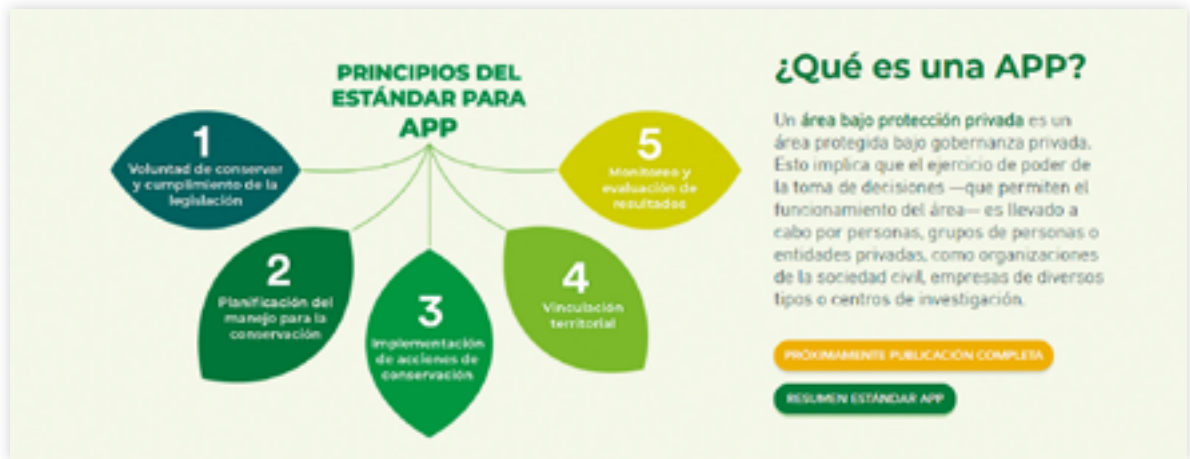 PRINCIPIOS DEL
ESTÁNDAR PARA
APP
1
Voluntad de conservar
y cumplimiento de la
legislación
2
Planificación del
manejo para la
conservación
3
Implementación
de acciones de
conservación
4
Vinculación
territorial
5
Monitoreo y
evaluación de
resultados
¿Qué es una APP?
Un área bajo protección privada es un
área protegida bajo gobernanza privada.
Esto implica que el ejercicio de poder de
la toma de decisiones —que permiten el
funcionamiento del área— es llevado a
cabo por personas, grupos de personas o
entidades privadas, como organizaciones
de la sociedad civil, empresas de diversos
tipos o centros de investigación.
PRÓXIMAMENTE PUBLICACIÓN COMPLETA
RESUMEN ESTÁNDAR APP